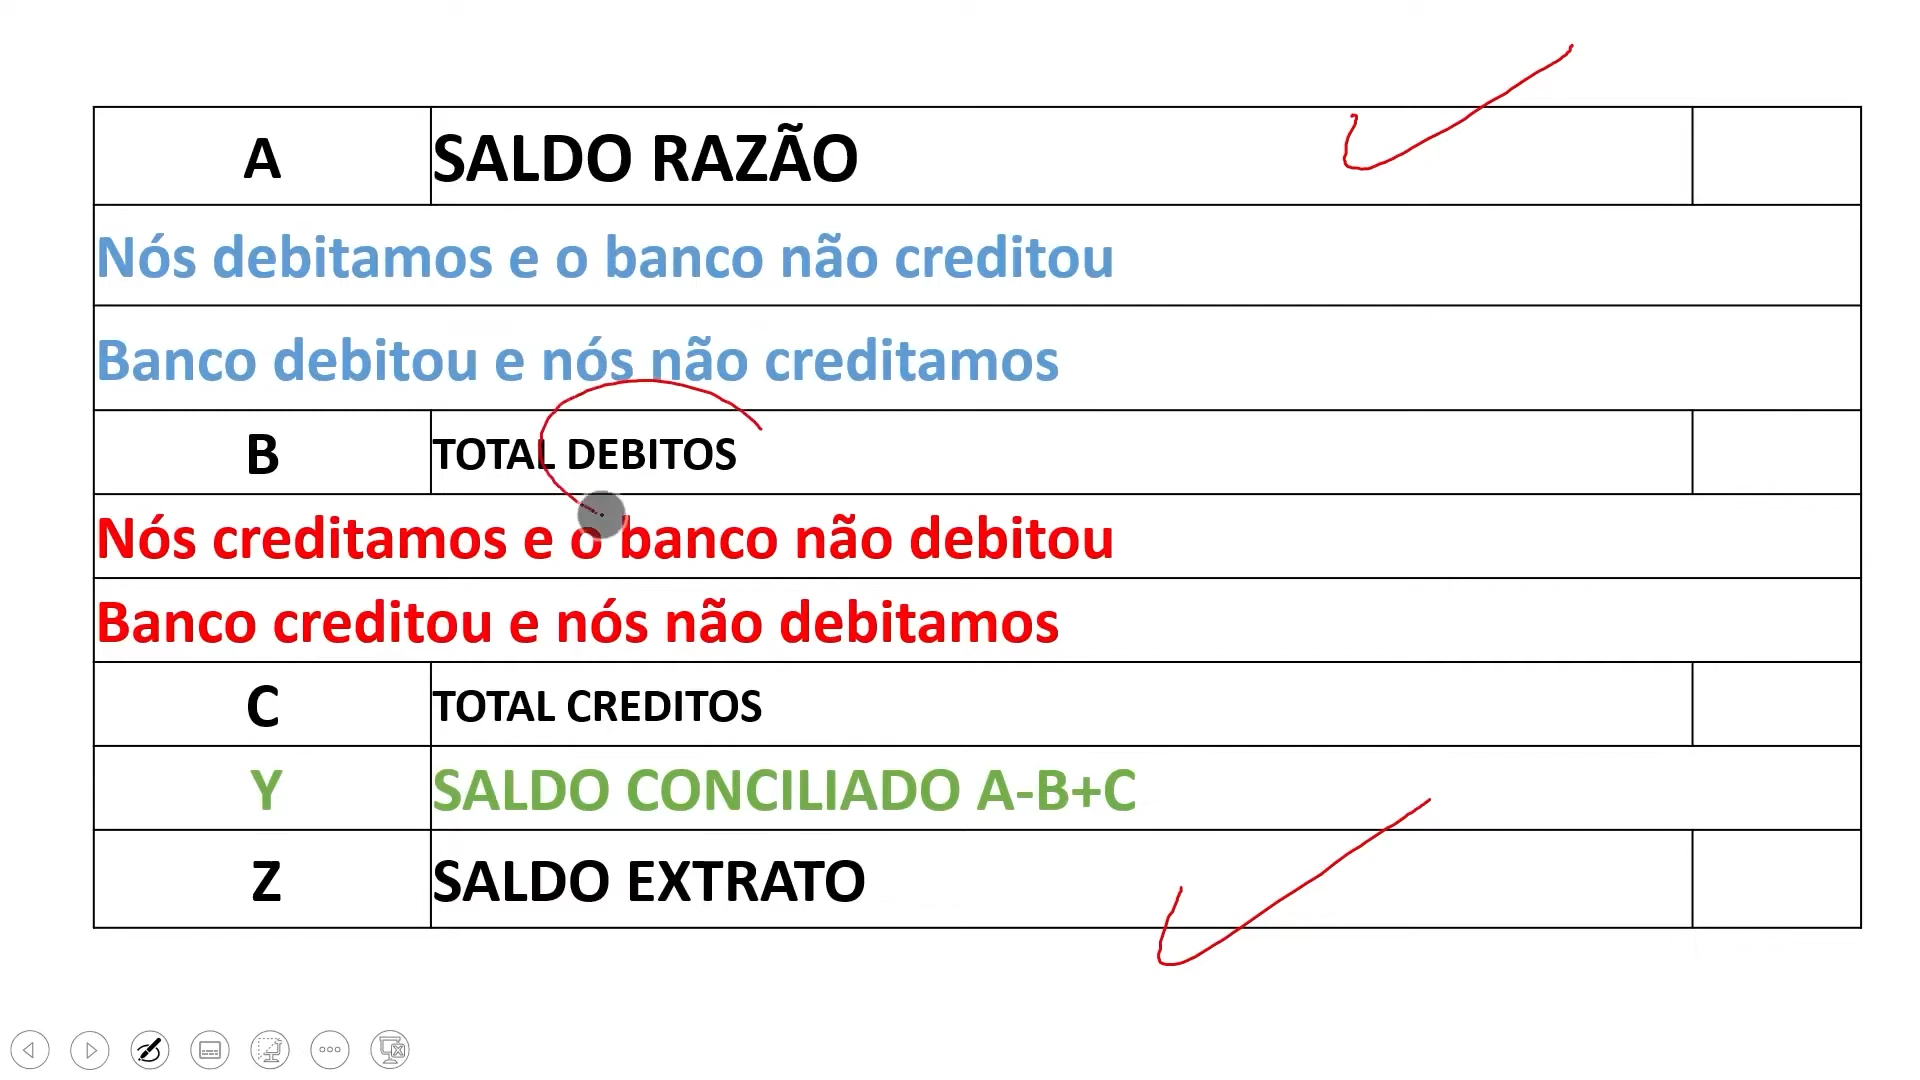 A SALDO RAZÃO
Nós debitamos e o banco não creditou
Banco debitou e nós não creditamos
B TOTAL DEBITOS
Nós creditamos e o banco não debitou
Banco creditou e nós não debitamos
C TOTAL CREDITOS
Y SALDO CONCILIADO A-B+C
Z SALDO EXTRATO